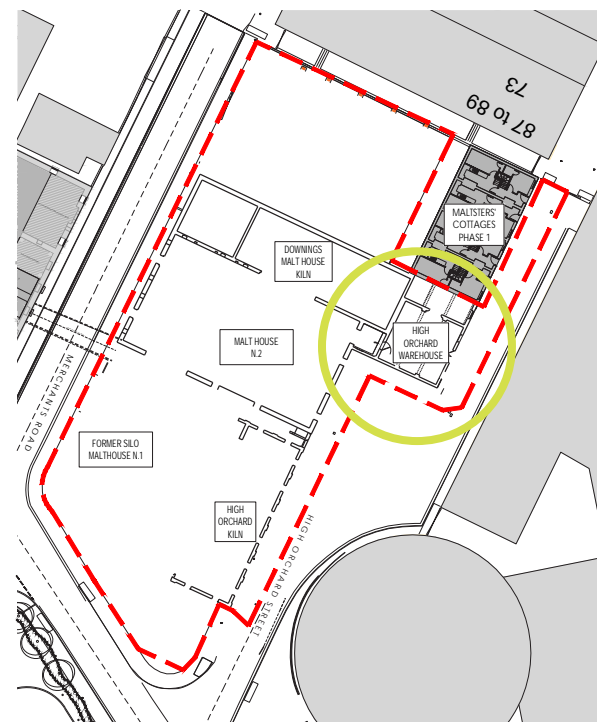 73
87 to 89
MALTSTERS'
COTTAGES
PHASE 1
DOWNINGS
MALT HOUSE
KILN
HIGH
ORCHARD
WAREHOUSE
MALT HOUSE
N.2
MERCHANTS ROAD
FORMER SILO
MALTHOUSE N.1
HIGH
ORCHARD
KILN
HIGH ORCHARD STREET